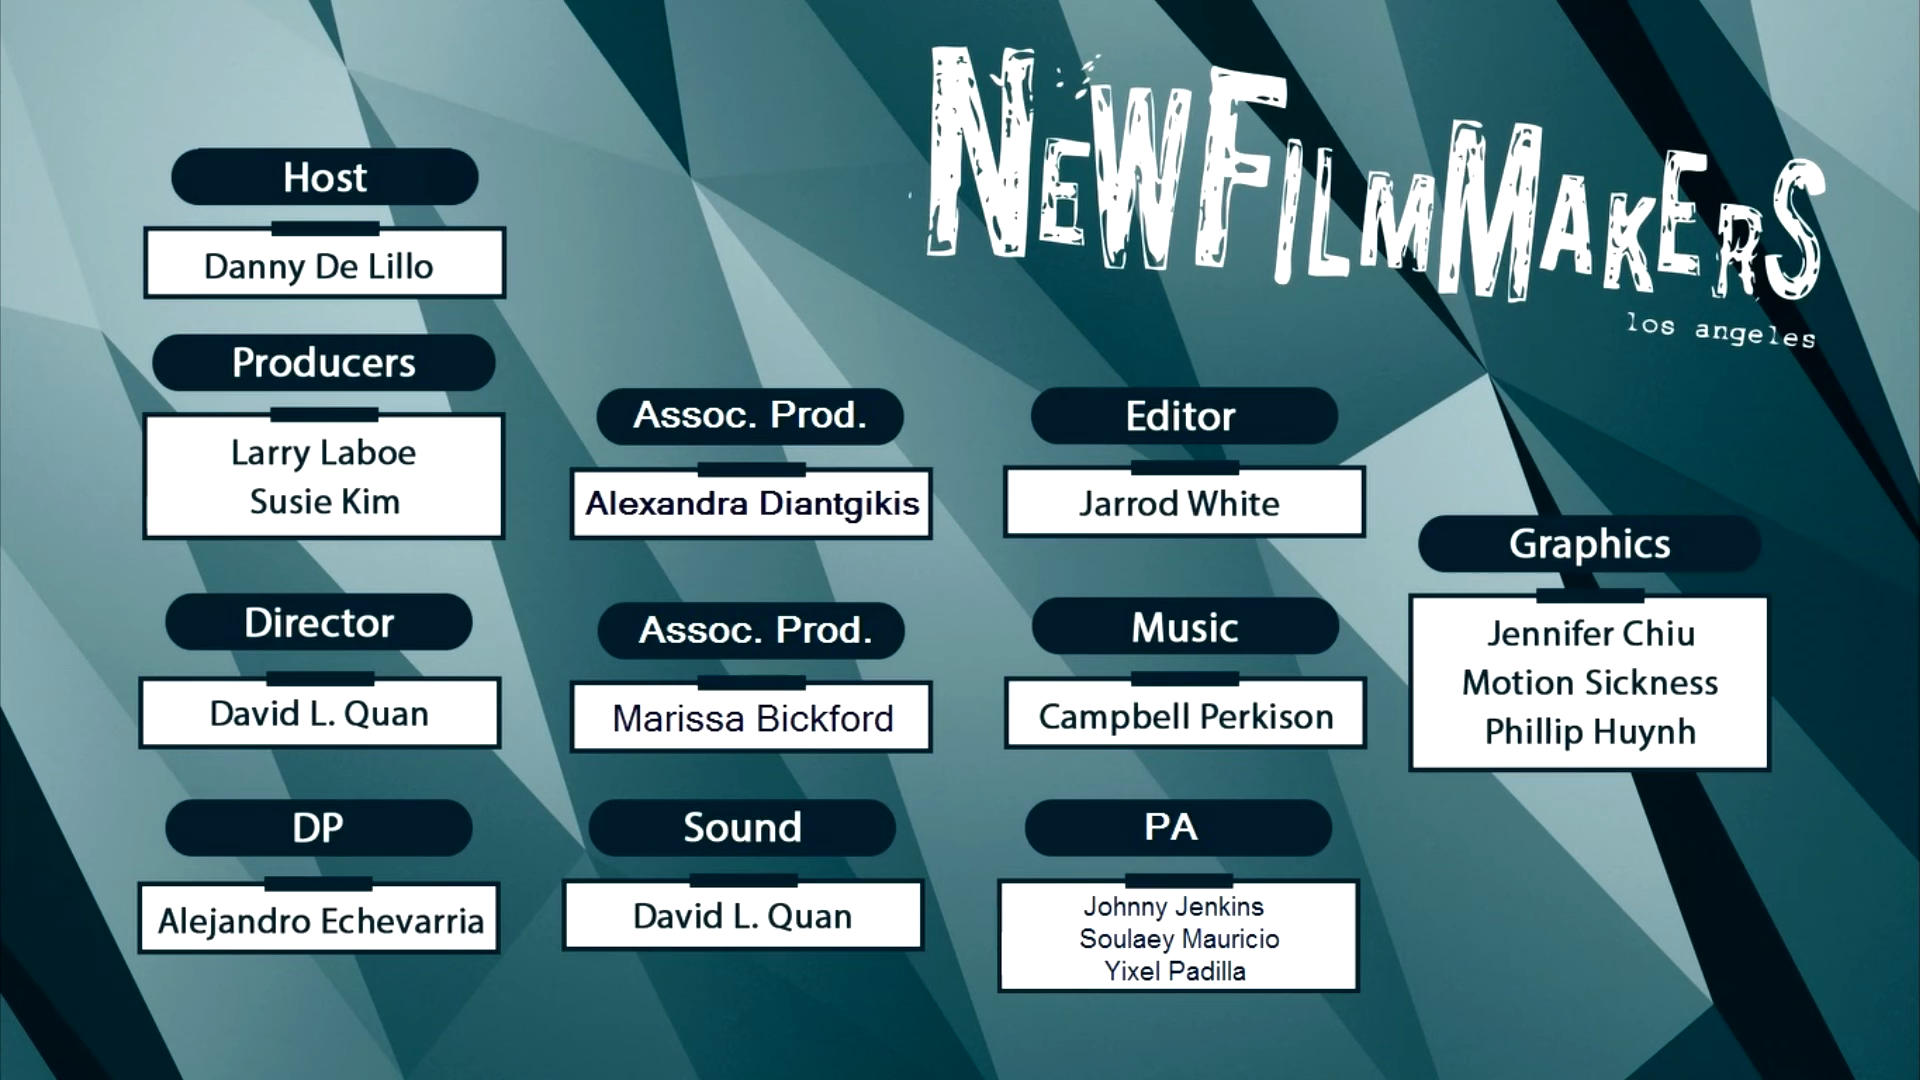 NEWFILMMAKERS
los angeles
Host
Danny De Lillo
Producers
Larry Laboe
Susie Kim
Director
David L. Quan
DP
Alejandro Echevarria
Assoc. Prod.
Alexandra Diantgikis
Assoc. Prod.
Marissa Bickford
Sound
David L. Quan
Editor
Jarrod White
Music
Campbell Perkison
PA
Johnny Jenkins
Soulaey Mauricio
Yixel Padilla
Graphics
Jennifer Chiu
Motion Sickness
Phillip Huynh